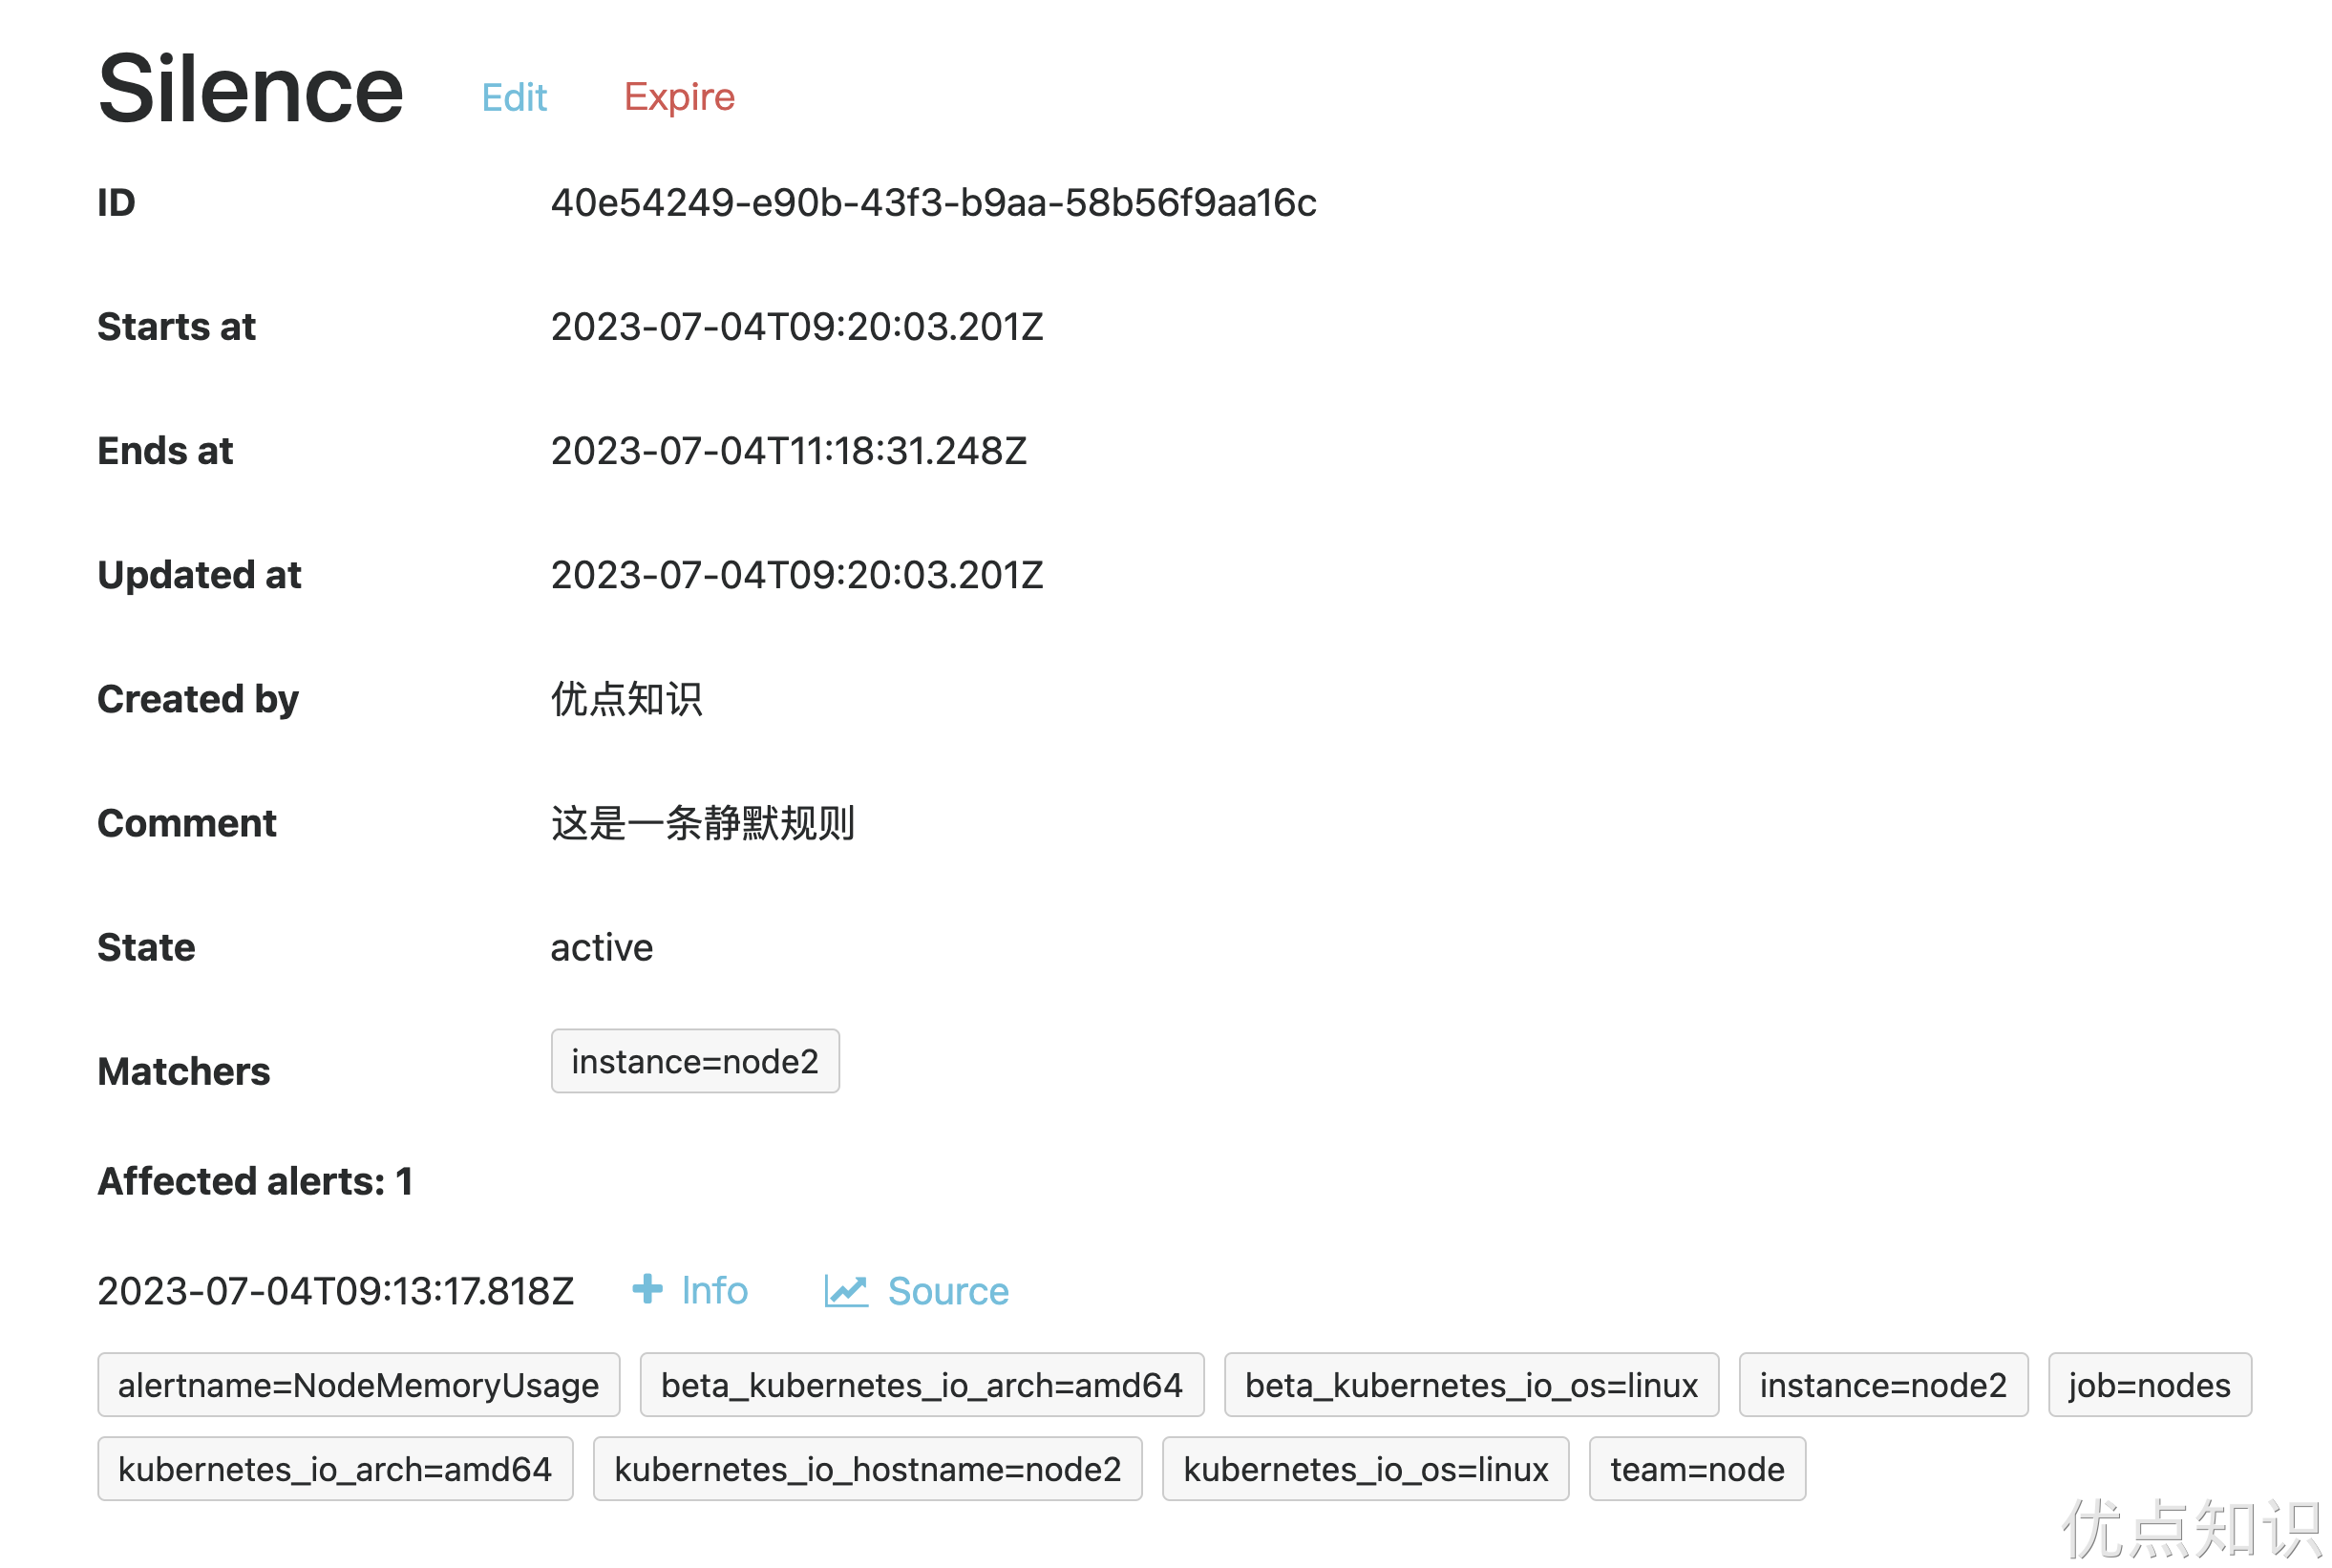 Silence Edit Expire
ID 40e54249-e90b-43f3-b9aa-58b56f9aa16c
Starts at 2023-07-04T09:20:03.201Z
Ends at 2023-07-04T11:18:31.248Z
Updated at 2023-07-04T09:20:03.201Z
Created by 优点知识
Comment 这是一条静默规则
State active
Matchers instance=node2
Affected alerts: 1
2023-07-04T09:13:17.818Z Info Source
alertname=NodeMemoryUsage beta_kubernetes_io_arch=amd64 beta_kubernetes_io_os=linux instance=node2 job=nodes
kubernetes_io_arch=amd64 kubernetes_io_hostname=node2 kubernetes_io_os=linux team=node
优点知识